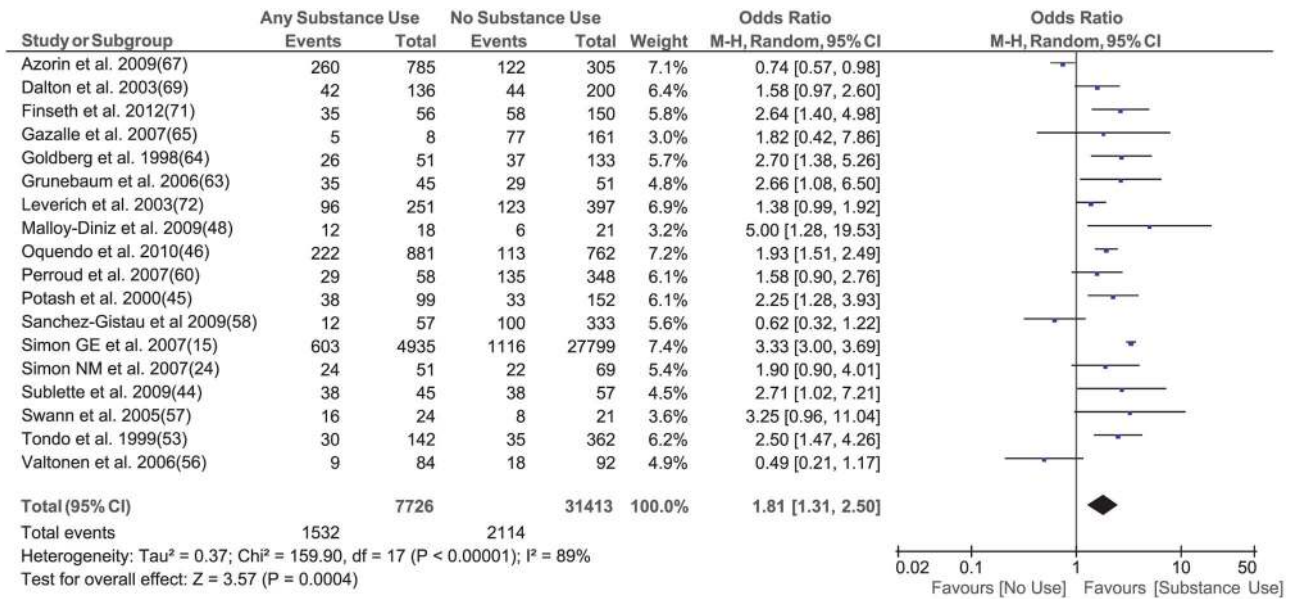 Any Substance Use No Substance Use Odds Ratio Odds Ratio
Study or Subgroup Events Total Events Total Weight M-H, Random, 95% CI M-H, Random, 95% CI
Azorin et al. 2009(67) 260 785 122 305 7.1% 0.74 [0.57, 0.98]
Dalton et al. 2003(69) 42 136 44 200 6.4% 1.58 [0.97, 2.60]
Finseth et al. 2012(71) 35 56 58 150 5.8% 2.64 [1.40, 4.98]
Gazalle et al. 2007(65) 5 8 77 161 3.0% 1.82 [0.42, 7.86]
Goldberg et al. 1998(64) 26 51 37 133 5.7% 2.70 [1.38, 5.26]
Grunebaum et al. 2006(63) 35 45 29 51 4.8% 2.66 [1.08, 6.50]
Leverich et al. 2003(72) 96 251 123 397 6.9% 1.38 [0.99, 1.92]
Malloy-Diniz et al. 2009(48) 12 18 6 21 3.2% 5.00 [1.28, 19.53]
Oquendo et al. 2010(46) 222 881 113 762 7.2% 1.93 [1.51, 2.49]
Perroud et al. 2007(60) 29 58 135 348 6.1% 1.58 [0.90, 2.76]
Potash et al. 2000(45) 38 99 33 152 6.1% 2.25 [1.28, 3.93]
Sanchez-Gistau et al 2009(58) 12 57 100 333 5.6% 0.62 [0.32, 1.22]
Simon GE et al. 2007(15) 603 4935 1116 27799 7.4% 3.33 [3.00, 3.69]
Simon NM et al. 2007(24) 24 51 22 69 5.4% 1.90 [0.90, 4.01]
Sublette et al. 2009(44) 38 45 38 57 4.5% 2.71 [1.02, 7.21]
Swann et al. 2005(57) 16 24 8 21 3.6% 3.25 [0.96, 11.04]
Tondo et al. 1999(53) 30 142 35 362 6.2% 2.50 [1.47, 4.26]
Valtonen et al. 2006(56) 9 84 18 92 4.9% 0.49 [0.21, 1.17]
Total (95% CI) 7726 31413 100.0% 1.81 [1.31, 2.50]
Total events 1532 2114
Heterogeneity: Tau² = 0.37; Chi² = 159.90, df = 17 (P < 0.00001); I² = 89%
Test for overall effect: Z = 3.57 (P = 0.0004)
0.02 0.1 1 10 50
Favours [No Use] Favours [Substance Use]